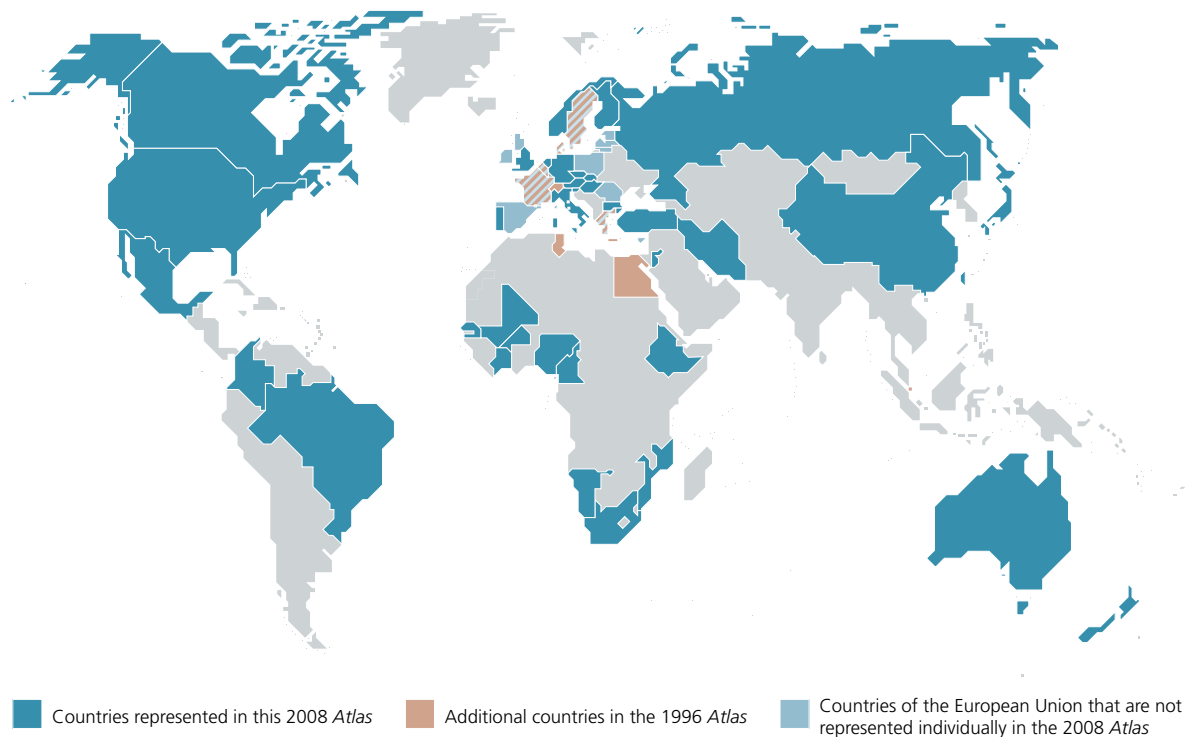 Countries represented in this 2008 Atlas
Additional countries in the 1996 Atlas
Countries of the European Union that are not
represented individually in the 2008 Atlas